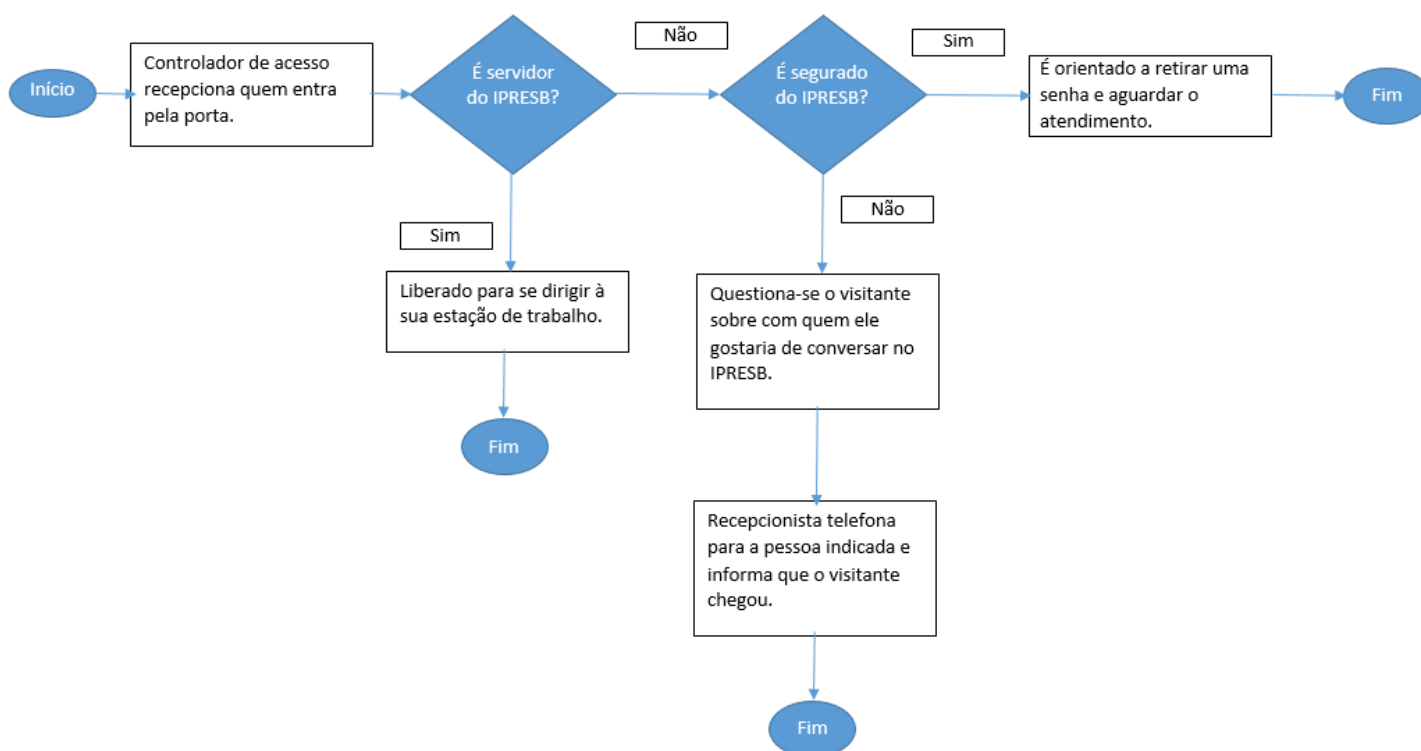 Início
Controlador de acesso
recepciona quem entra
pela porta.
É servidor
do IPRESB?
Não
É segurado
do IPRESB?
Sim
É orientado a retirar uma
senha e aguardar o
atendimento.
Fim
Sim
Liberado para se dirigir à
sua estação de trabalho.
Fim
Não
Questiona-se o visitante
sobre com quem ele
gostaria de conversar no
IPRESB.
Recepcionista telefona
para a pessoa indicada e
informa que o visitante
chegou.
Fim